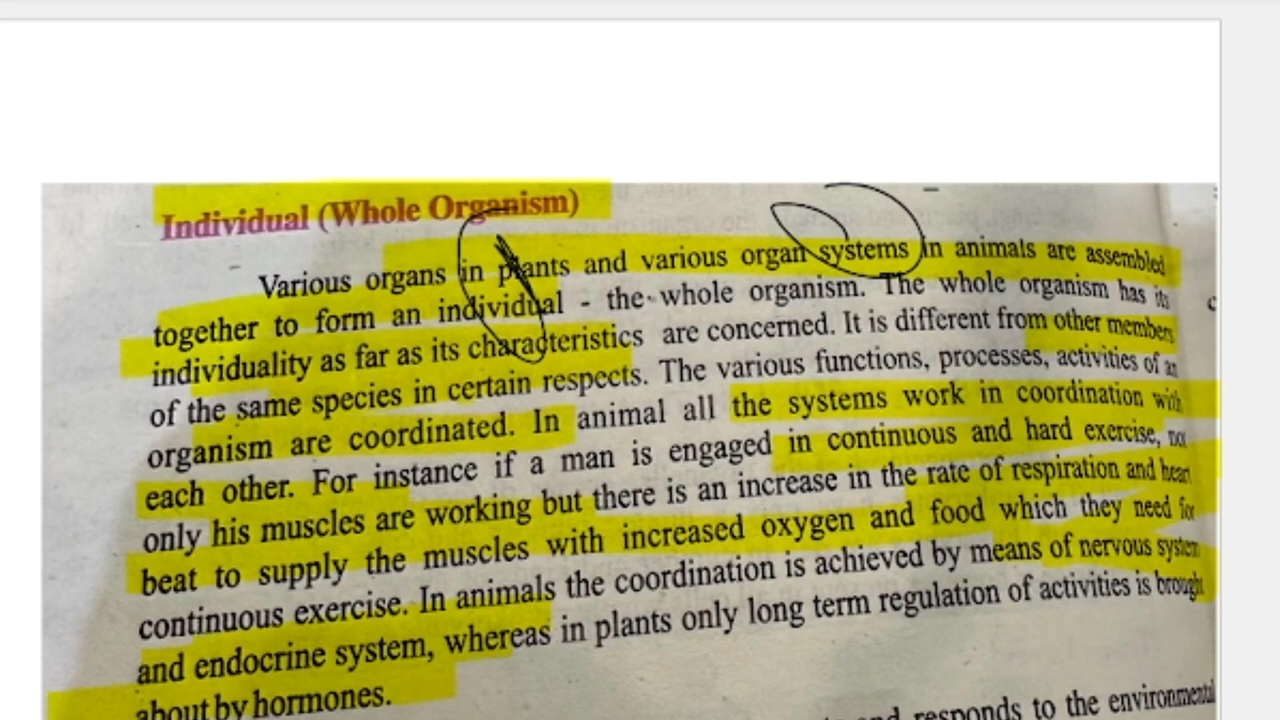 Individual (Whole Organism)
Various organs in plants and various organ systems in animals are assembled
together to form an individual - the whole organism. The whole organism has its
individuality as far as its characteristics are concerned. It is different from other members
of the same species in certain respects. The various functions, processes, activities of an
organism are coordinated. In animal all the systems work in coordination with
each other. For instance if a man is engaged in continuous and hard exercise, not
only his muscles are working but there is an increase in the rate of respiration and heart
beat to supply the muscles with increased oxygen and food which they need for
continuous exercise. In animals the coordination is achieved by means of nervous system
and endocrine system, whereas in plants only long term regulation of activities is brought
about by hormones.
and responds to the environmental